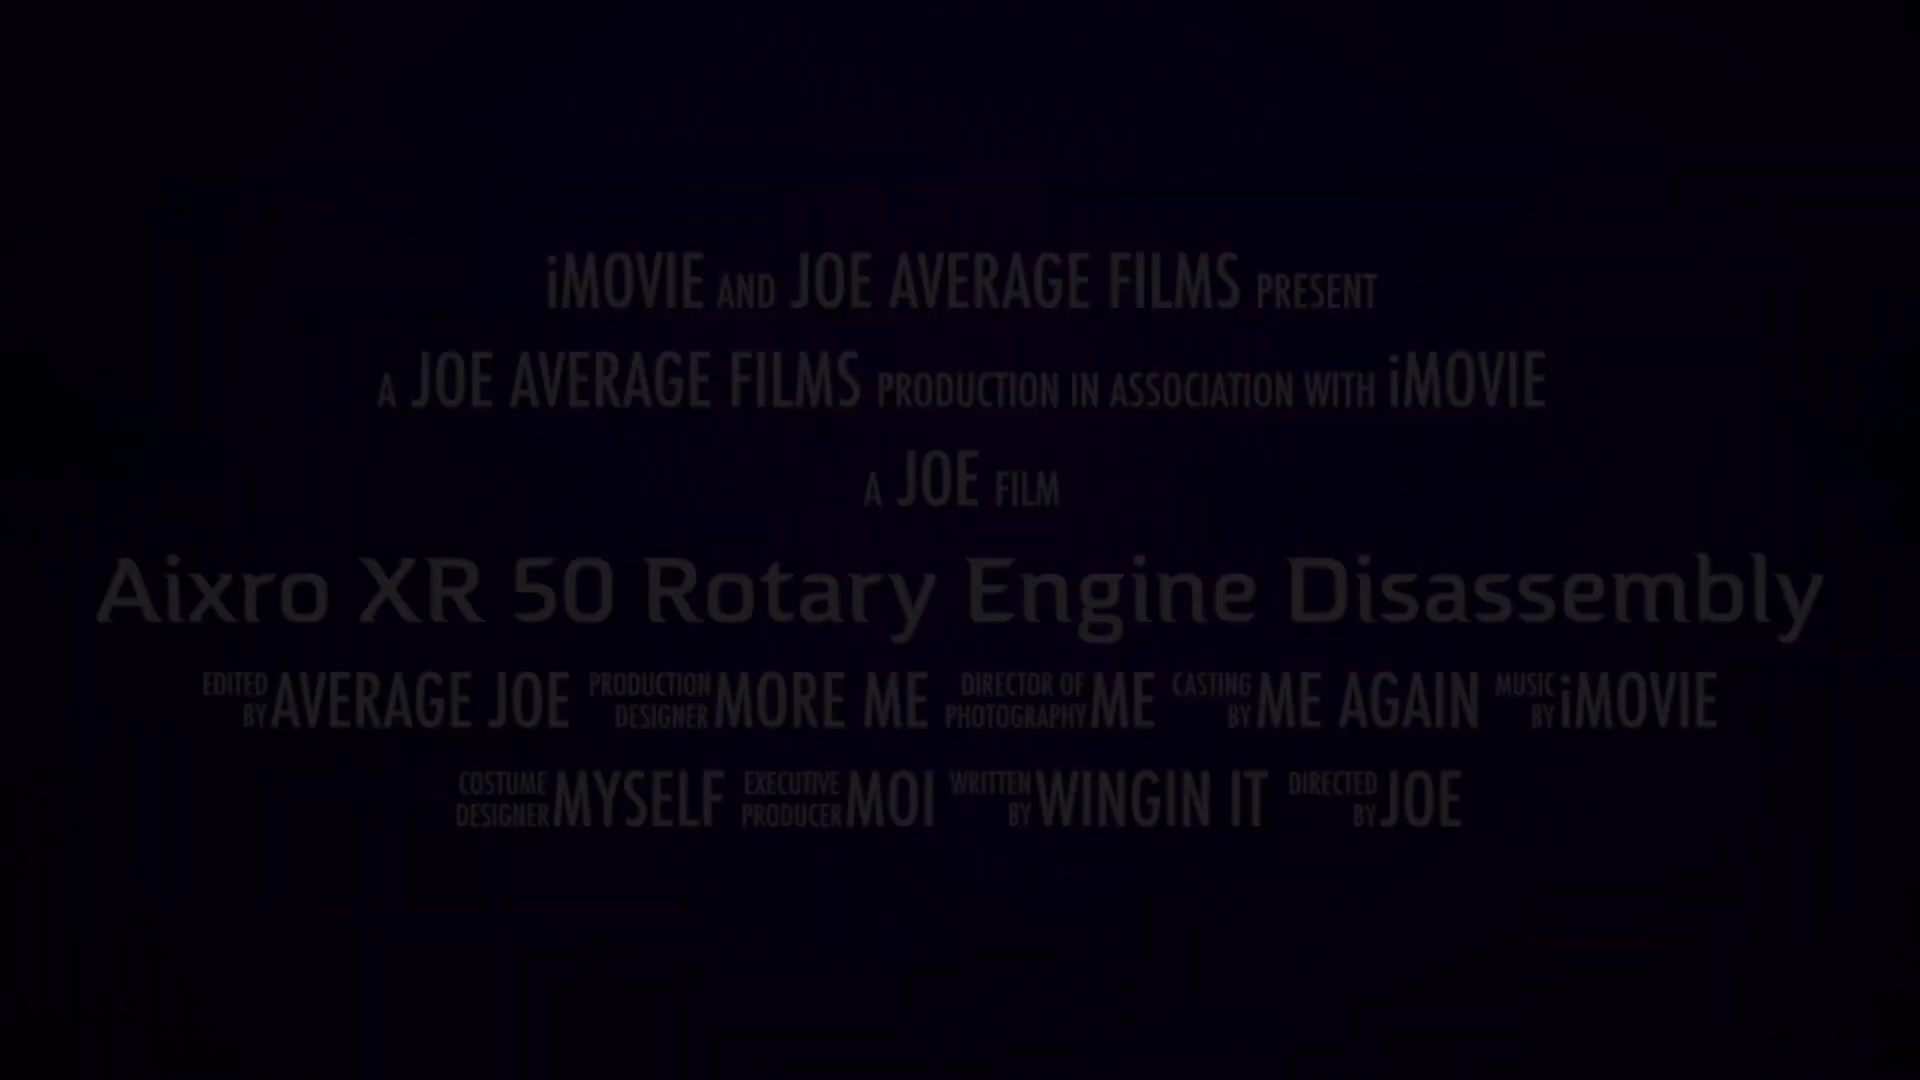 iMOVIE AND JOE AVERAGE FILMS PRESENT
A JOE AVERAGE FILMS PRODUCTION IN ASSOCIATION WITH iMOVIE
A JOE FILM
Aixro XR 50 Rotary Engine Disassembly
EDITED BY AVERAGE JOE PRODUCTION DESIGNER MORE ME DIRECTOR OF PHOTOGRAPHY ME CASTING BY ME AGAIN MUSIC BY iMOVIE
COSTUME DESIGNER MYSELF EXECUTIVE PRODUCER MOI WRITTEN BY WINGIN IT DIRECTED BY JOE